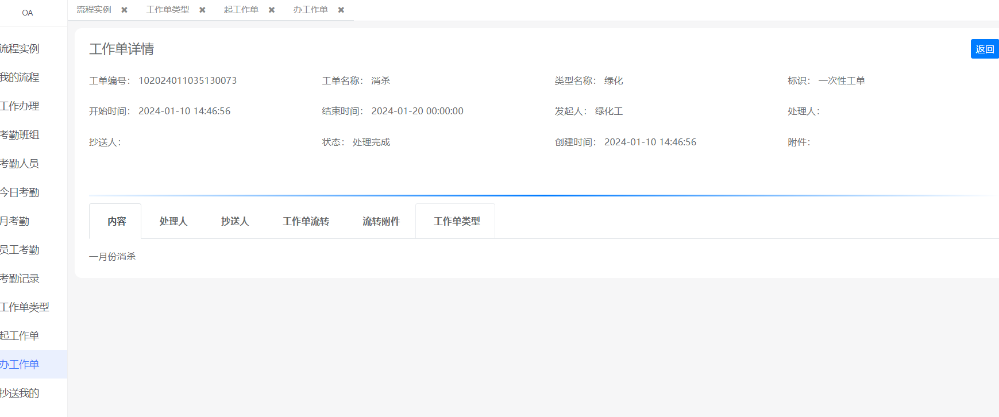 OA
流程实例 ✖ 工作单类型 ✖ 起工作单 ✖ 办工作单 ✖
流程实例
我的流程
工作办理
考勤班组
考勤人员
今日考勤
月考勤
员工考勤
考勤记录
工作单类型
起工作单
办工作单
抄送我的
工作单详情
返回
工单编号： 102024011035130073 工单名称： 消杀 类型名称： 绿化 标识： 一次性工单
开始时间： 2024-01-10 14:46:56 结束时间： 2024-01-20 00:00:00 发起人： 绿化工 处理人：
抄送人： 状态： 处理完成 创建时间： 2024-01-10 14:46:56 附件：
内容 处理人 抄送人 工作单流转 流转附件 工作单类型
一月份消杀